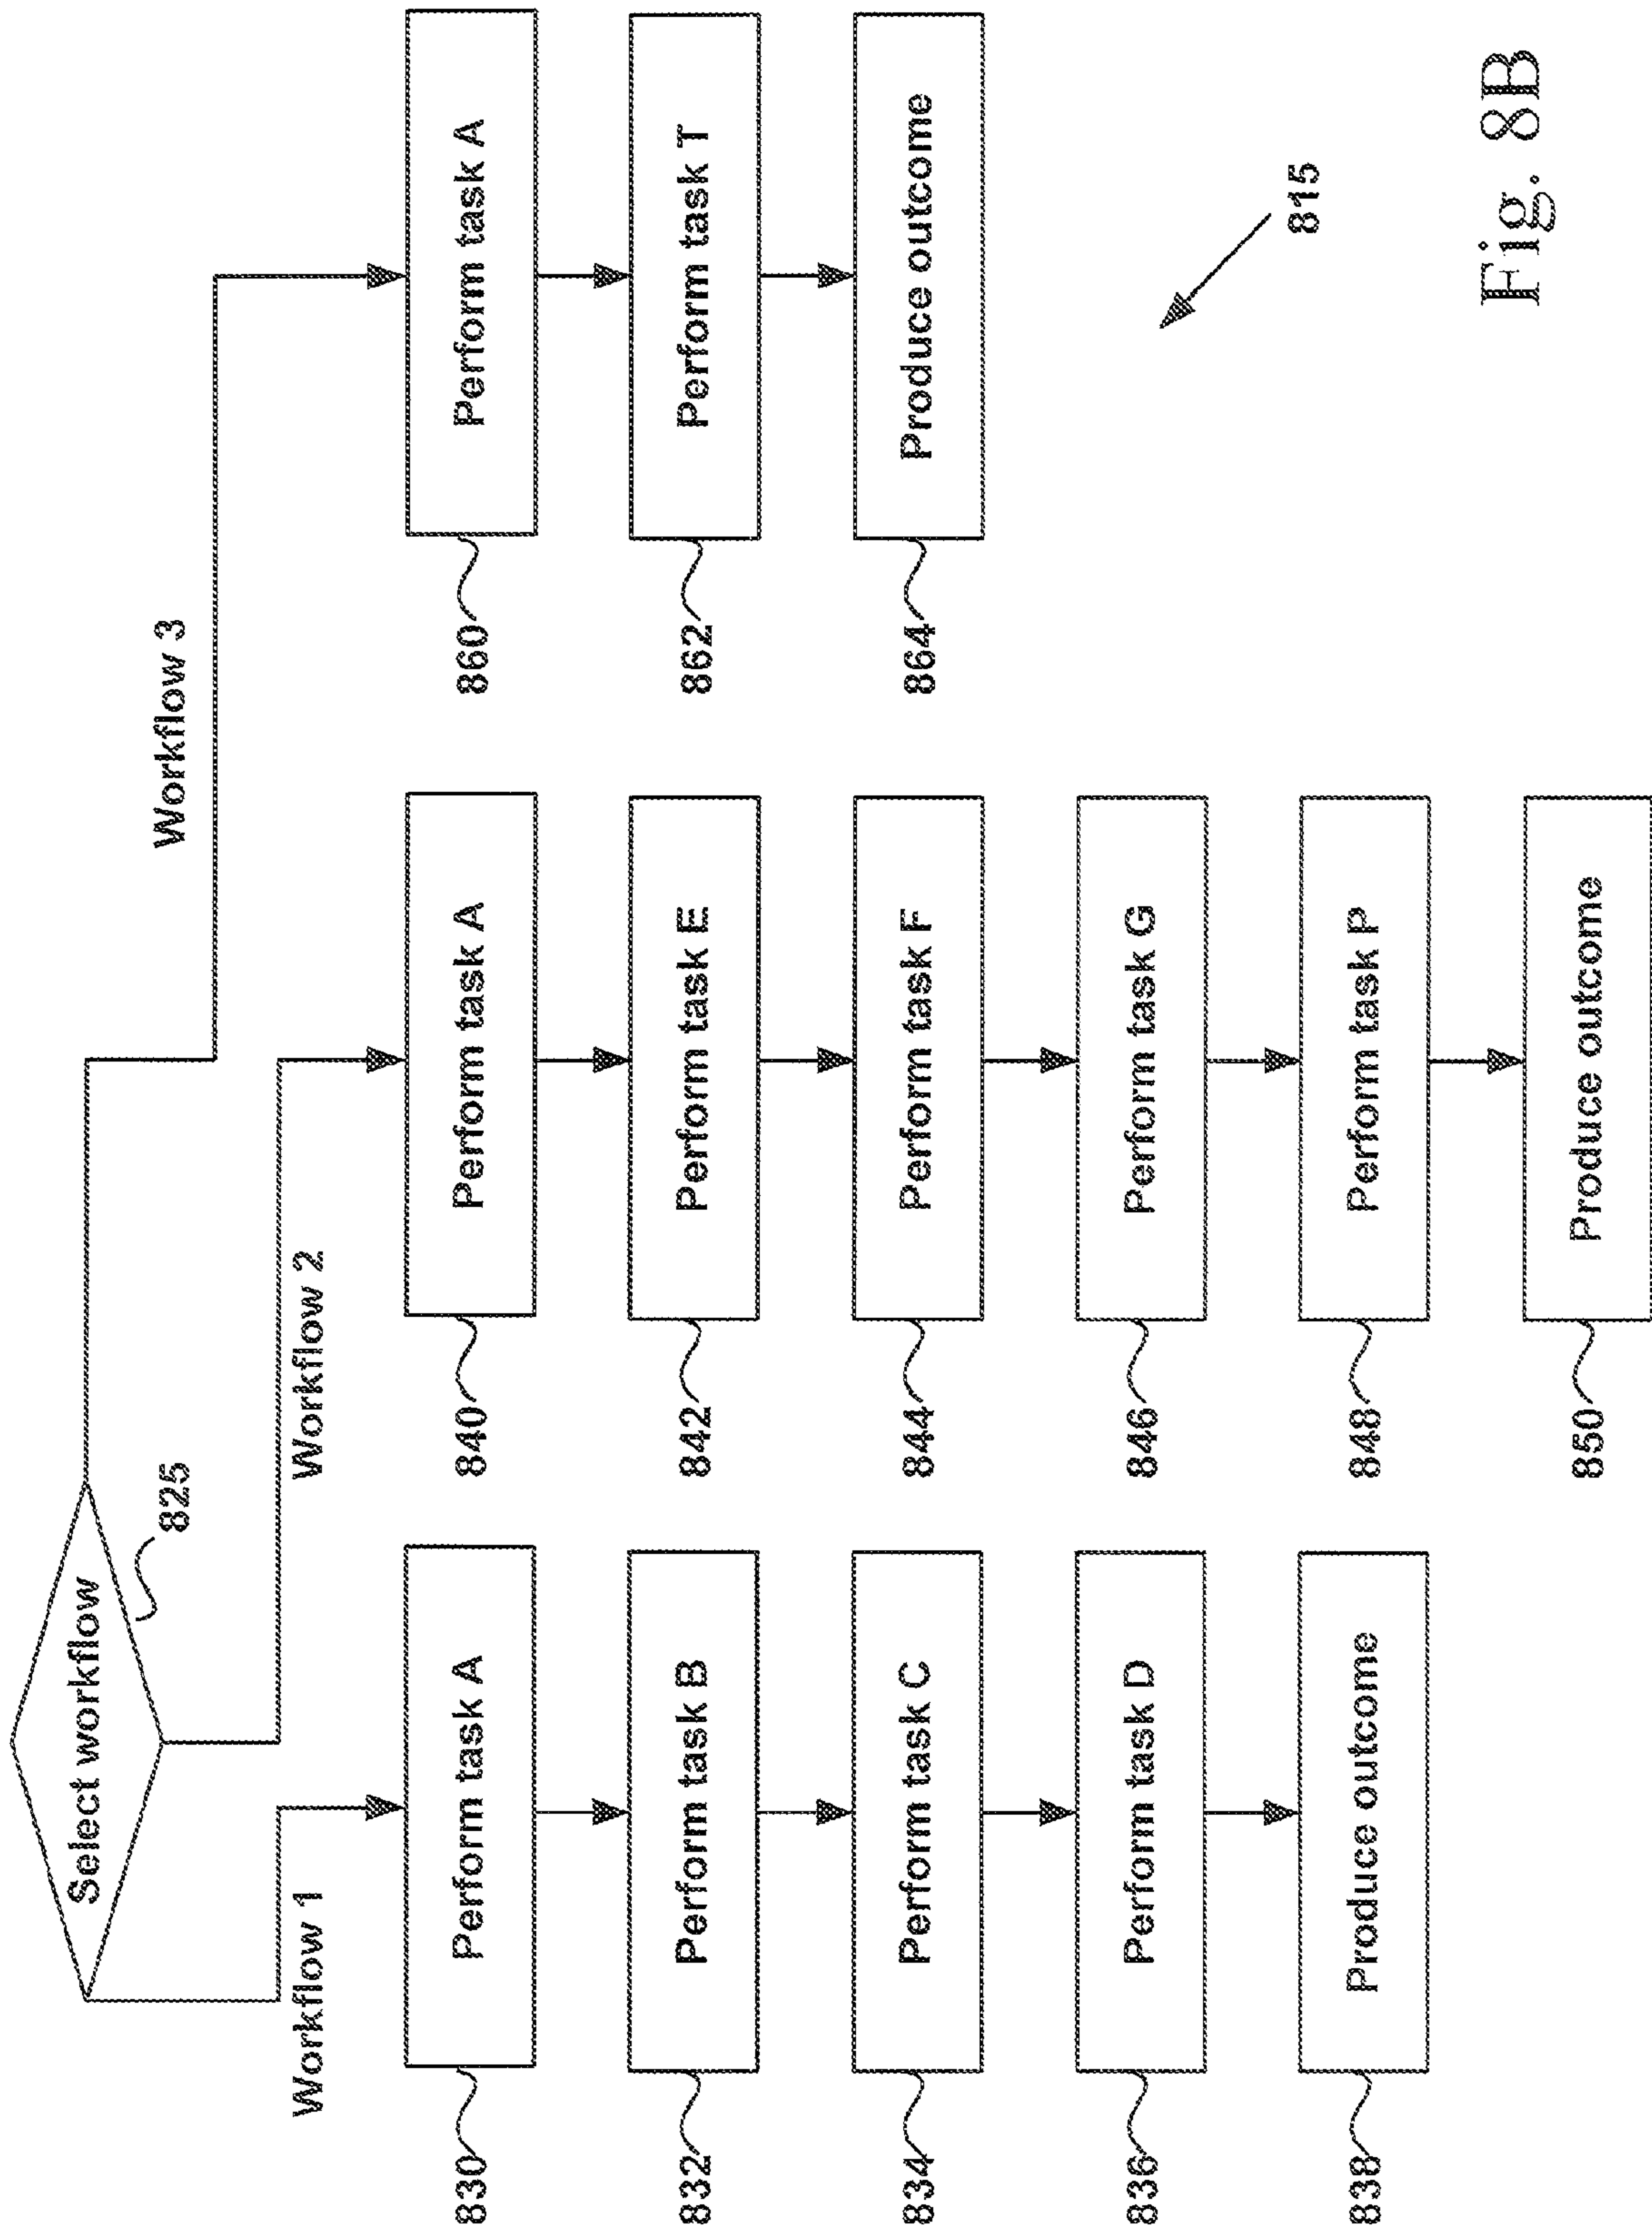 Select workflow
825
Workflow 1
Workflow 2
Workflow 3
830
Perform task A
832
Perform task B
834
Perform task C
836
Perform task D
838
Produce outcome
840
Perform task A
842
Perform task E
844
Perform task F
846
Perform task G
848
Perform task P
850
Produce outcome
860
Perform task A
862
Perform task T
864
Produce outcome
815
Fig. 8B